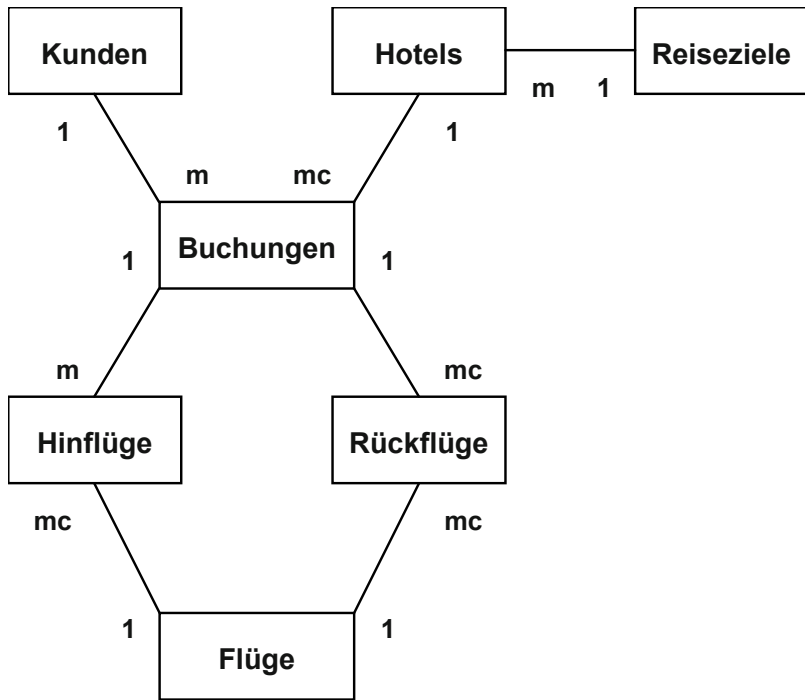 Kunden Hotels Reiseziele
m 1
1 1
m mc
Buchungen
1 1
m mc
Hinflüge Rückflüge
mc mc
1 1
Flüge